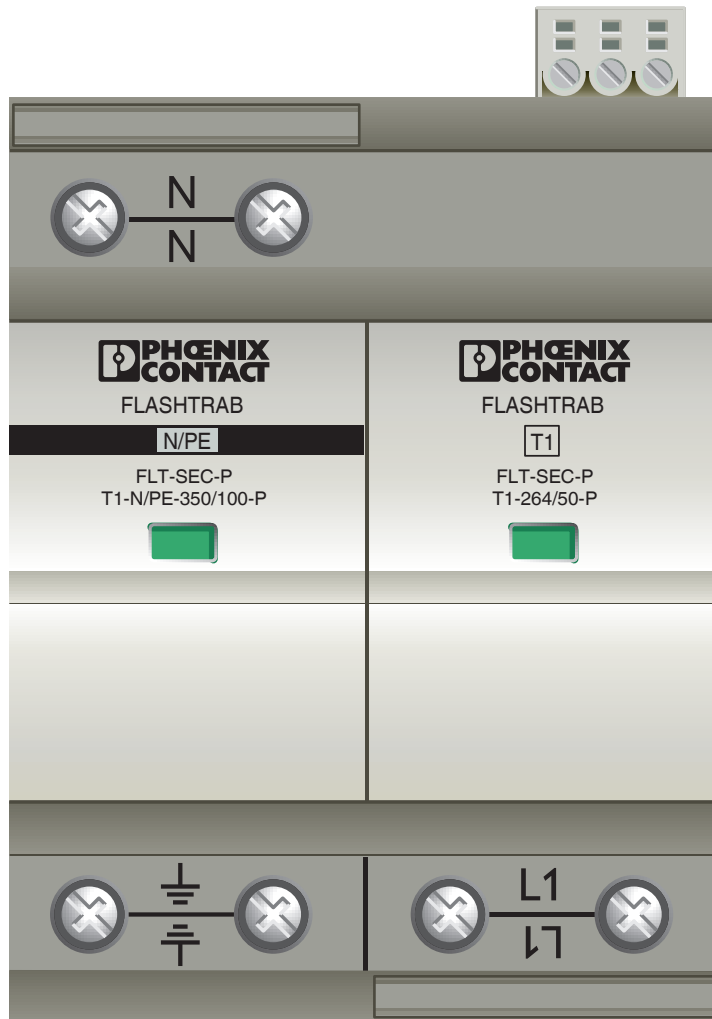 N
N
PHŒNIX
CONTACT
FLASHTRAB
N/PE
FLT-SEC-P
T1-N/PE-350/100-P
PHŒNIX
CONTACT
FLASHTRAB
T1
FLT-SEC-P
T1-264/50-P
L1
L1